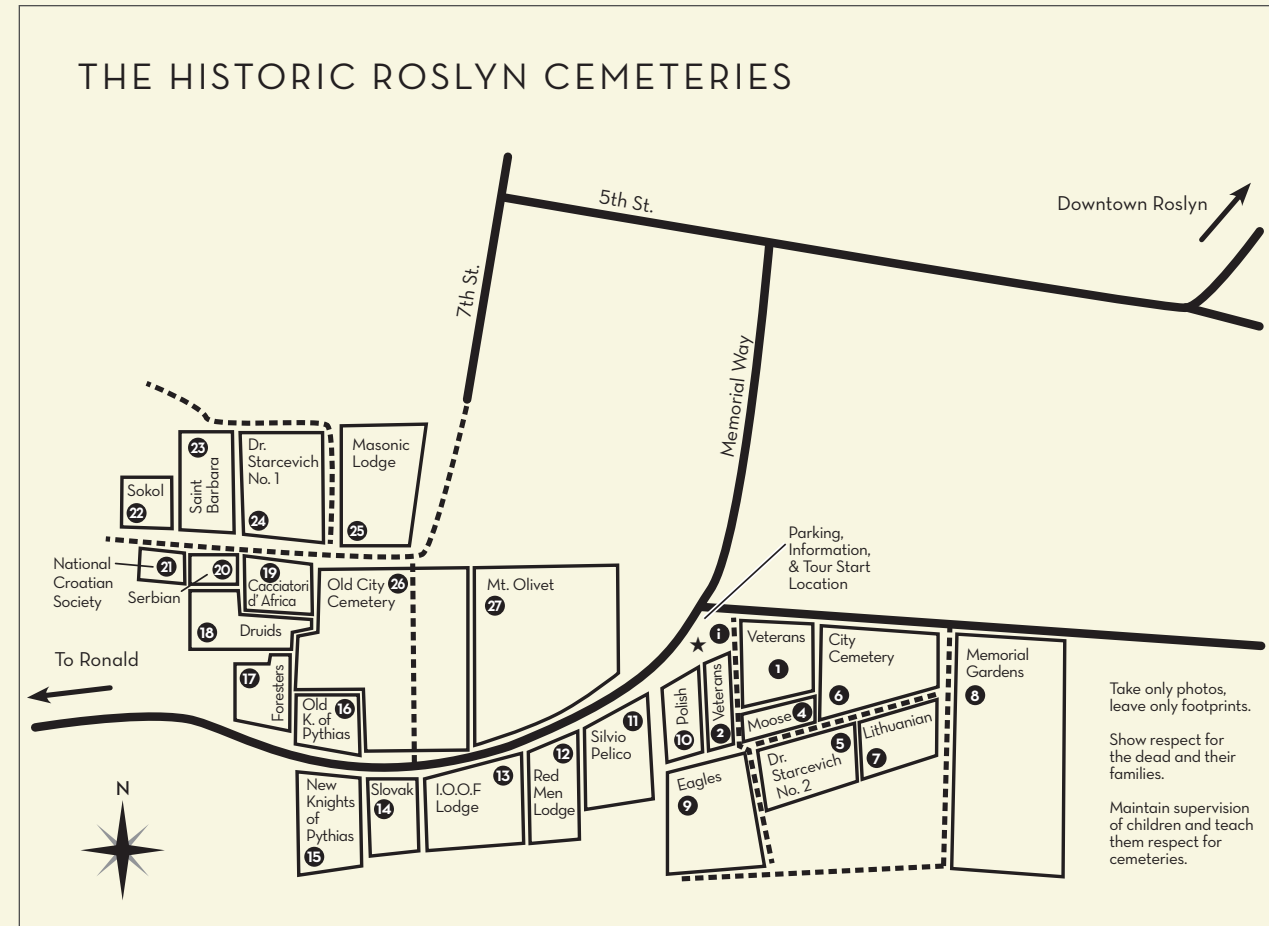 THE HISTORIC ROSLYN CEMETERIES
5th St.
Downtown Roslyn
7th St.
Memorial Way
23
Saint
Barbara
Dr.
Starcevich
No. 1
24
Masonic
Lodge
25
Sokol
22
Parking,
Information,
& Tour Start
Location
National
Croatian
Society
21
Serbian
20
19
Cacciatori
d' Africa
Old City 26
Cemetery
Mt. Olivet
27
18 Druids
To Ronald
17
Foresters
Old
K. of
Pythias
16
i
Veterans
1
City
Cemetery
6
Memorial
Gardens
8
Polish
10
Veterans
2
Moose 4
Dr.
Starcevich
No. 2
5
Lithuanian
7
11
Silvio
Pelico
12
Red
Men
Lodge
13
I.O.O.F
Lodge
Slovak
14
New
Knights
of
Pythias
15
Eagles
9
N
Take only photos,
leave only footprints.
Show respect for
the dead and their
families.
Maintain supervision
of children and teach
them respect for
cemeteries.